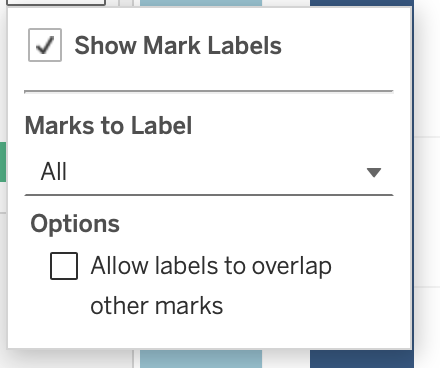 Show Mark Labels
Marks to Label
All
Options
Allow labels to overlap
other marks